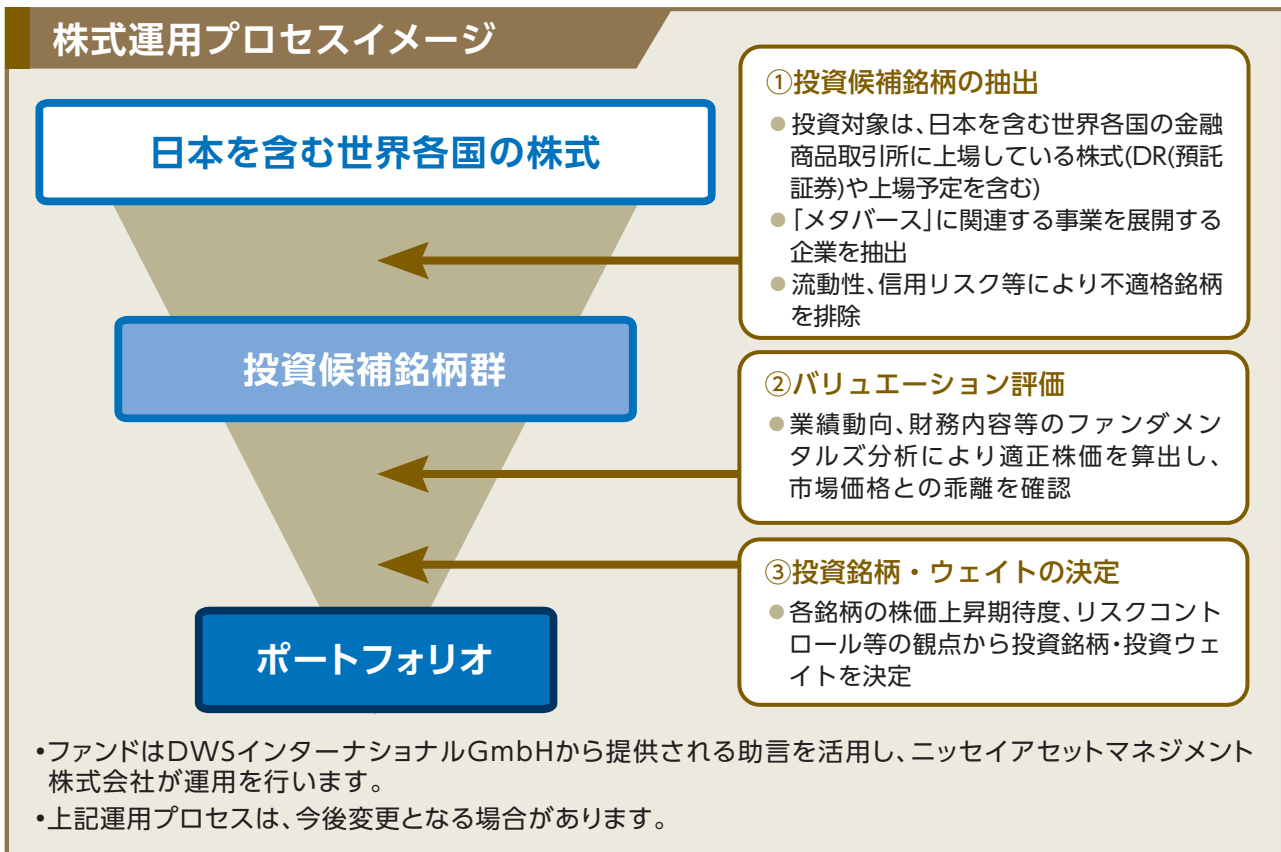 株式運用プロセスイメージ
日本を含む世界各国の株式
投資候補銘柄群
ポートフォリオ
①投資候補銘柄の抽出
●投資対象は、日本を含む世界各国の金融
商品取引所に上場している株式(DR(預託
証券)や上場予定を含む)
●「メタバース」に関連する事業を展開する
企業を抽出
●流動性、信用リスク等により不適格銘柄
を排除
②バリュエーション評価
●業績動向、財務内容等のファンダメン
タルズ分析により適正株価を算出し、
市場価格との乖離を確認
③投資銘柄・ウェイトの決定
●各銘柄の株価上昇期待度、リスクコント
ロール等の観点から投資銘柄・投資ウェ
イトを決定
•ファンドはDWSインターナショナルGmbHから提供される助言を活用し、ニッセイアセットマネジメント
株式会社が運用を行います。
•上記運用プロセスは、今後変更となる場合があります。